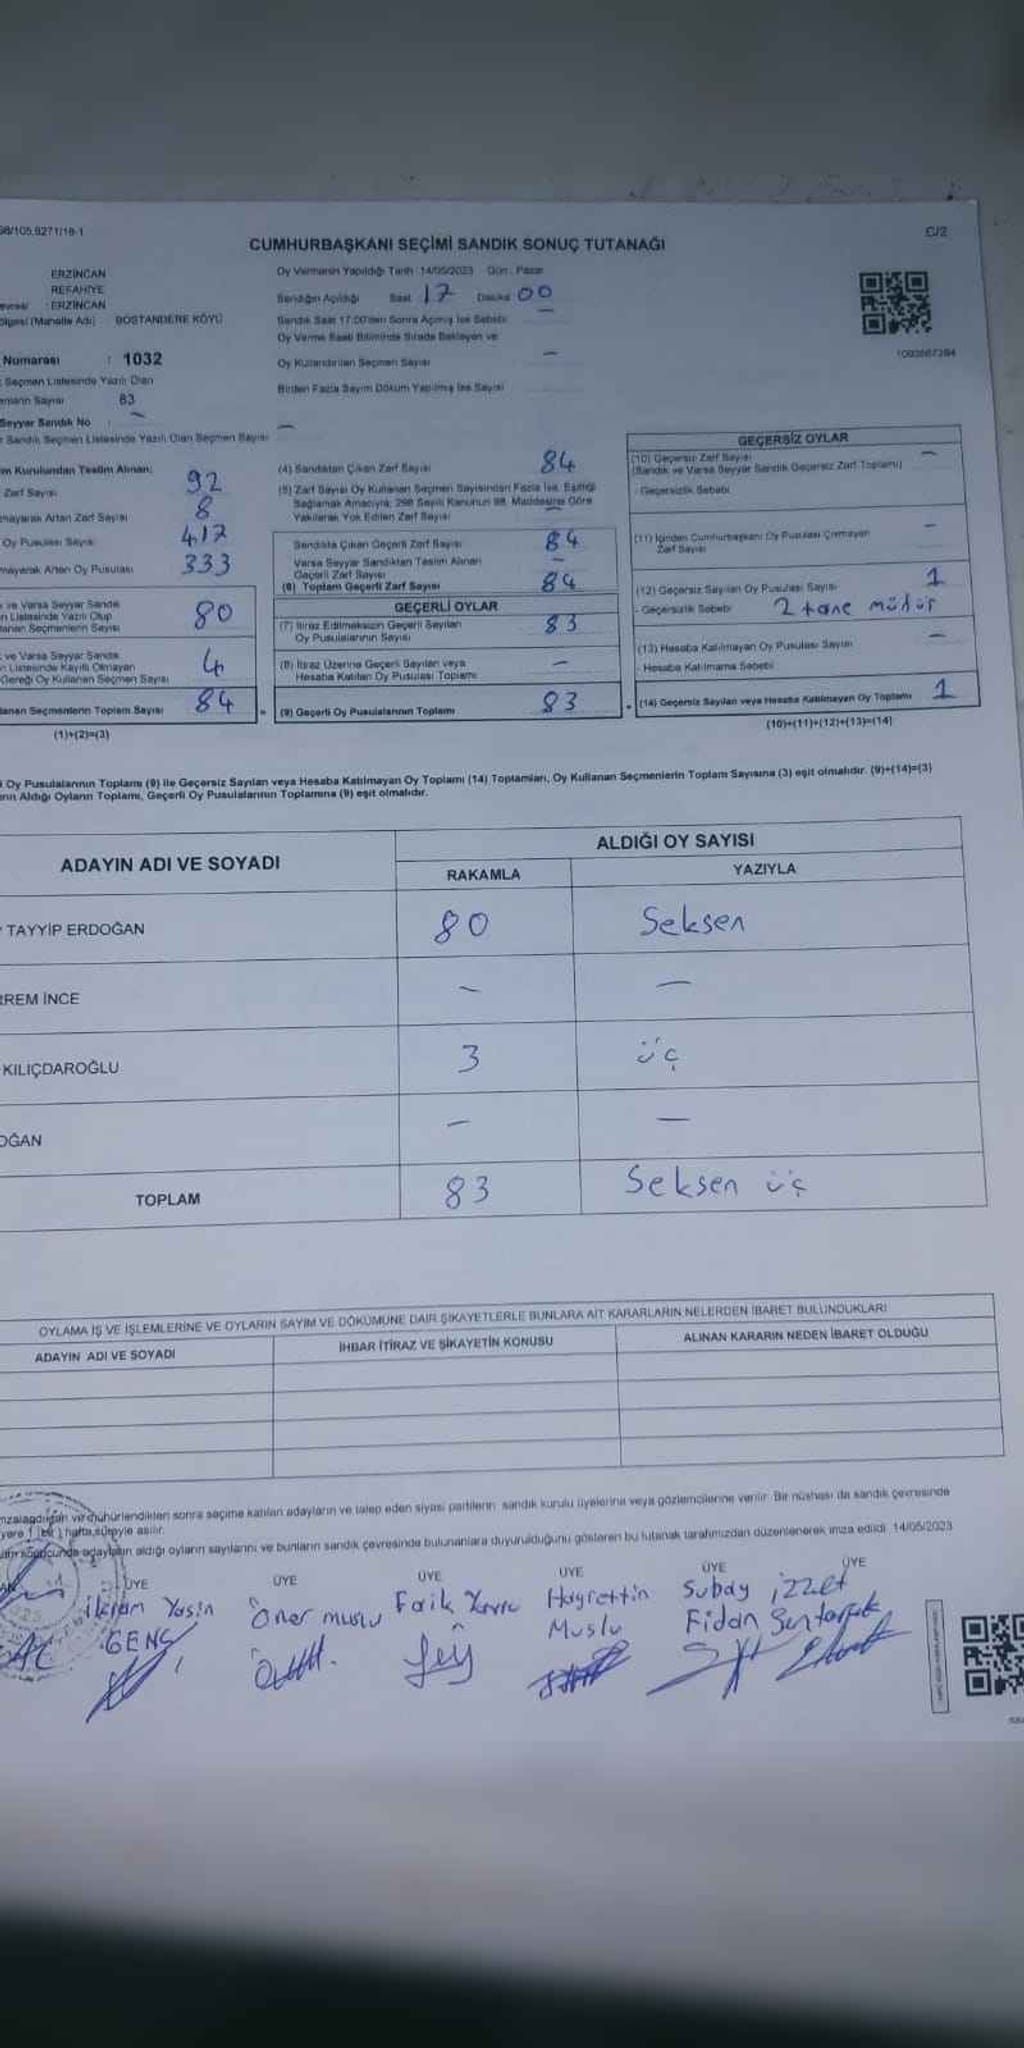 98/105.9271/18-1
C/2
CUMHURBAŞKANI SEÇİMİ SANDIK SONUÇ TUTANAĞI
ERZİNCAN
REFAHİYE
ERZİNCAN
(Mahalle Adı) BOSTANDERE KÖYÜ
Numarası : 1032
Seçmen Listesinde Yazılı Olan
Sayısı 83
Seyyar Sandık No
Sandık Seçmen Listesinde Yazılı Olan Seçmen Sayısı —
Oy Vermenin Yapıldığı Tarih : 14/05/2023 Gün : Pazar
Sandığın Açıldığı Saat 17 Dakika 00
Sandık Saat 17:00'den Sonra Açılmış İse Sebebi —
Oy Verme Saati Bitiminde Sırada Bekleyen ve
Oy Kullandırılan Seçmen Sayısı —
Birden Fazla Sayım Döküm Yapılmış İse Sayısı
1093667384
Kurulundan Teslim Alınan:
Zarf Sayısı 92
Artan Zarf Sayısı 8
Oy Pusulası Sayısı 417
Artan Oy Pusulası 333
ve Varsa Seyyar Sandık
Listesinde Yazılı Olup
Seçmenlerin Sayısı 80
ve Varsa Seyyar Sandık
Listesinde Kayıtlı Olmayan
Gereği Oy Kullanan Seçmen Sayısı 4
Seçmenlerin Toplam Sayısı 84
(1)+(2)=(3)
(4) Sandıktan Çıkan Zarf Sayısı 84
(5) Zarf Sayısı Oy Kullanan Seçmen Sayısından Fazla İse, Eşitliği
Sağlamak Amacıyla, 298 Sayılı Kanunun 98. Maddesine Göre
Yakılarak Yok Edilen Zarf Sayısı —
Sandıkta Çıkan Geçerli Zarf Sayısı 84
Varsa Seyyar Sandıktan Teslim Alınan
Geçerli Zarf Sayısı —
(6) Toplam Geçerli Zarf Sayısı 84
GEÇERLİ OYLAR
(7) İtiraz Edilmeksizin Geçerli Sayılan
Oy Pusulalarının Sayısı 83
(8) İtiraz Üzerine Geçerli Sayılan veya
Hesaba Katılan Oy Pusulası Toplamı —
(9) Geçerli Oy Pusulalarının Toplamı 83
GEÇERSİZ OYLAR
(10) Geçersiz Zarf Sayısı —
(Sandık ve Varsa Seyyar Sandık Geçersiz Zarf Toplamı)
- Geçersizlik Sebebi
(11) İçinden Cumhurbaşkanı Oy Pusulası Çıkmayan
Zarf Sayısı —
(12) Geçersiz Sayılan Oy Pusulası Sayısı 1
- Geçersizlik Sebebi 2 tane mühür
(13) Hesaba Katılmayan Oy Pusulası Sayısı —
- Hesaba Katılmama Sebebi
(14) Geçersiz Sayılan veya Hesaba Katılmayan Oy Toplamı 1
(10)+(11)+(12)+(13)=(14)
Oy Pusulalarının Toplamı (9) ile Geçersiz Sayılan veya Hesaba Katılmayan Oy Toplamı (14) Toplamları, Oy Kullanan Seçmenlerin Toplam Sayısına (3) eşit olmalıdır. (9)+(14)=(3)
Aldığı Oyların Toplamı, Geçerli Oy Pusulalarının Toplamına (9) eşit olmalıdır.
ADAYIN ADI VE SOYADI
ALDIĞI OY SAYISI
RAKAMLA YAZIYLA
TAYYİP ERDOĞAN 80 Seksen
RREM İNCE — —
KILIÇDAROĞLU 3 üç
OĞAN — —
TOPLAM 83 Seksen üç
OYLAMA İŞ VE İŞLEMLERİNE VE OYLARIN SAYIM VE DÖKÜMÜNE DAİR ŞİKAYETLERLE BUNLARA AİT KARARLARIN NELERDEN İBARET BULUNDUKLARI
ADAYIN ADI VE SOYADI İHBAR İTİRAZ VE ŞİKAYETİN KONUSU ALINAN KARARIN NEDEN İBARET OLDUĞU
ve mühürlendikten sonra seçime katılan adayların ve talep eden siyasi partilerin sandık kurulu üyelerine veya gözlemcilerine verilir. Bir nüshası da sandık çevresinde
yere 1 (bir) hafta süreyle asılır.
adayların aldığı oyların sayılarını ve bunların sandık çevresinde bulunanlara duyurulduğunu gösteren bu tutanak tarafımızdan düzenlenerek imza edildi. 14/05/2023
ÜYE ÜYE ÜYE ÜYE ÜYE ÜYE
İkram Yasin Öner Muslu Faik Hayrettin Subay İzzet
GENÇ Muslu Fidan